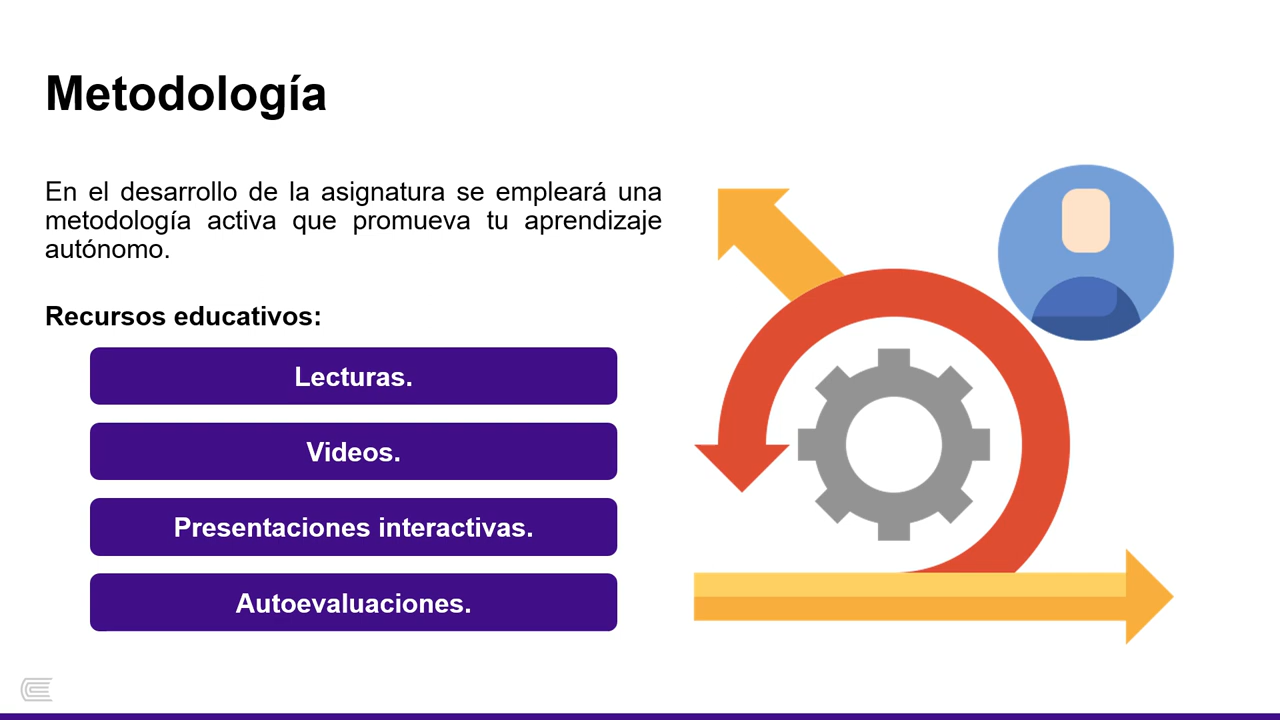 Metodología
En el desarrollo de la asignatura se empleará una
metodología activa que promueva tu aprendizaje
autónomo.
Recursos educativos:
Lecturas.
Videos.
Presentaciones interactivas.
Autoevaluaciones.